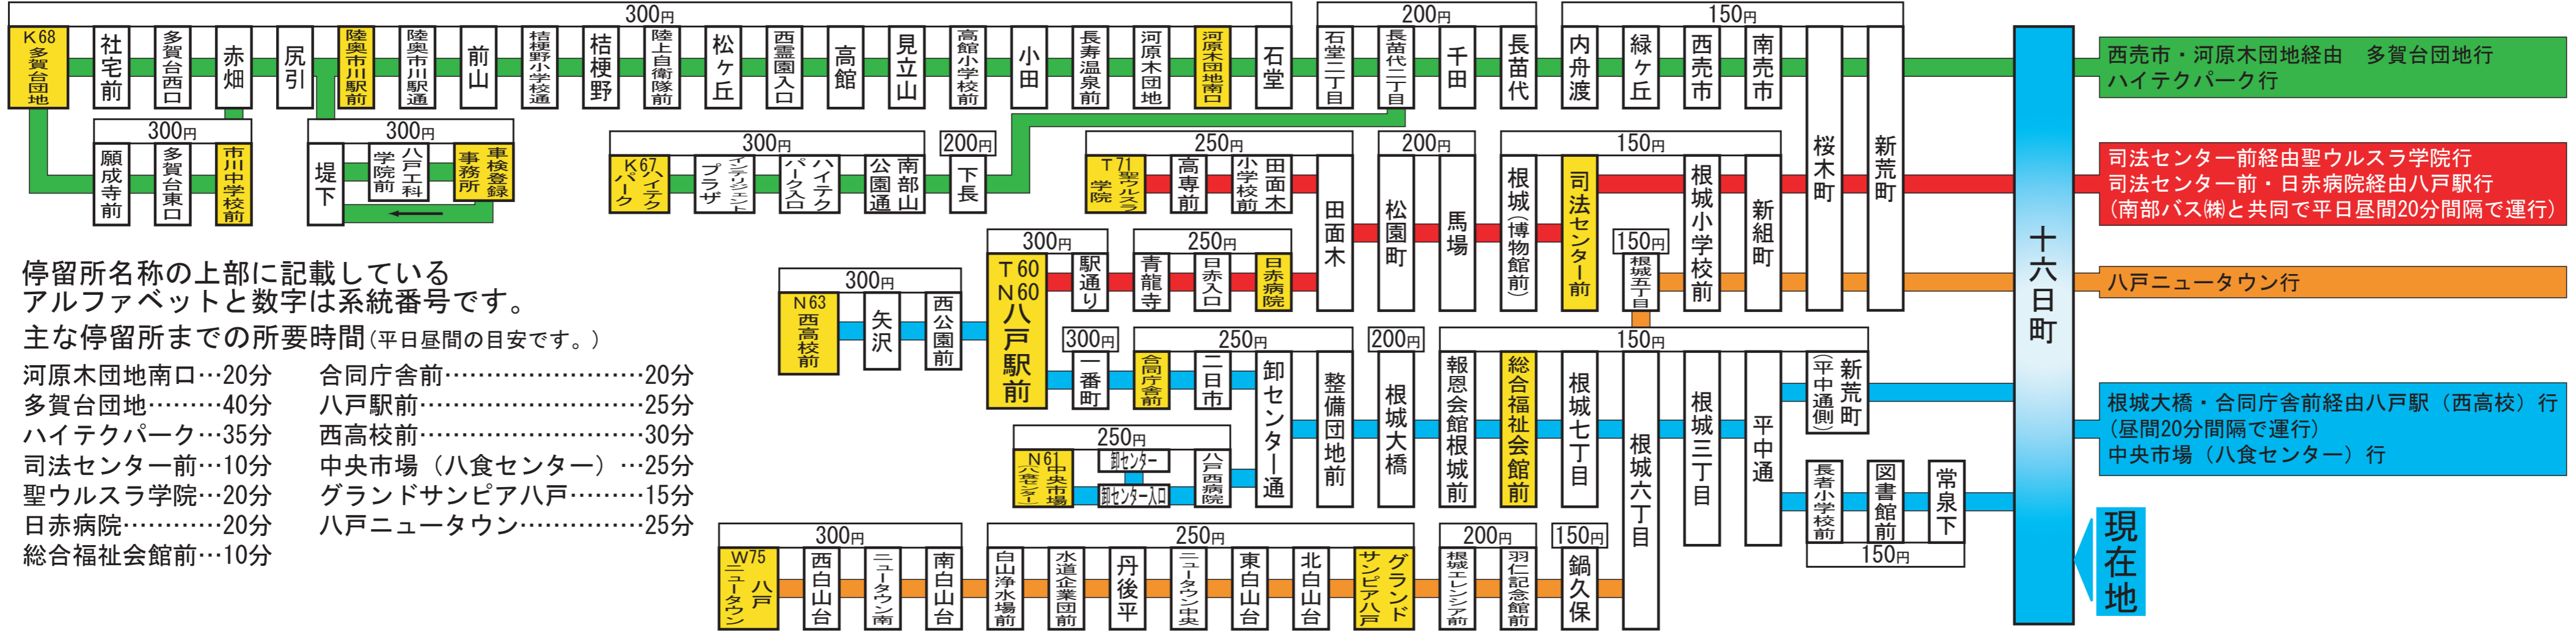 300円
200円
150円
K68 多賀台団地
社宅前
多賀台西口
赤畑
尻引
陸奥市川駅前
陸奥市川駅通
前山
桔梗野小学校通
桔梗野
陸上自衛隊前
松ヶ丘
西霊園入口
高館
見立山
高館小学校前
小田
長寿温泉前
河原木団地
河原木団地南口
石堂
石堂二丁目
長苗代二丁目
千田
長苗代
内舟渡
緑ヶ丘
西売市
南売市
桜木町
新荒町
十六日町
西売市・河原木団地経由　多賀台団地行
ハイテクパーク行
300円
願成寺前
多賀台東口
市川中学校前
300円
堤下
八戸工科学院前
車検登録事務所
300円
K67 ハイテクパーク
インテリジェントプラザ
ハイテクパーク入口
南部山公園通
200円
下長
250円
T71 聖ウルスラ学院
高専前
田面木小学校前
田面木
200円
松園町
馬場
150円
根城(博物館前)
司法センター前
根城小学校前
新組町
司法センター前経由聖ウルスラ学院行
司法センター前・日赤病院経由八戸駅行
(南部バス㈱と共同で平日昼間20分間隔で運行)
300円
T60
N60
八戸駅前
駅通り
250円
青龍寺
日赤入口
日赤病院
150円
根城五丁目
八戸ニュータウン行
300円
N63 西高校前
矢沢
西公園前
300円
一番町
250円
合同庁舎前
二日市
卸センター通
整備団地前
200円
根城大橋
150円
報恩会館根城前
総合福祉会館前
根城七丁目
根城六丁目
根城三丁目
平中通
新荒町(平中通側)
根城大橋・合同庁舎前経由八戸駅（西高校）行
(昼間20分間隔で運行)
中央市場（八食センター）行
250円
N61 中央市場(八食センター)
卸センター
卸センター入口
八戸西病院
長者小学校前
図書館前
常泉下
150円
現在地
300円
W75 八戸ニュータウン
西白山台
ニュータウン南
南白山台
250円
白山浄水場前
水道企業団前
丹後平
ニュータウン中央
東白山台
北白山台
グランドサンピア八戸
200円
根城エレンシア前
羽仁記念館前
150円
鍋久保
停留所名称の上部に記載している
アルファベットと数字は系統番号です。
主な停留所までの所要時間(平日昼間の目安です。)
河原木団地南口…20分
多賀台団地………40分
ハイテクパーク…35分
司法センター前…10分
聖ウルスラ学院…20分
日赤病院…………20分
総合福祉会館前…10分
合同庁舎前……………………20分
八戸駅前………………………25分
西高校前………………………30分
中央市場（八食センター）…25分
グランドサンピア八戸………15分
八戸ニュータウン……………25分